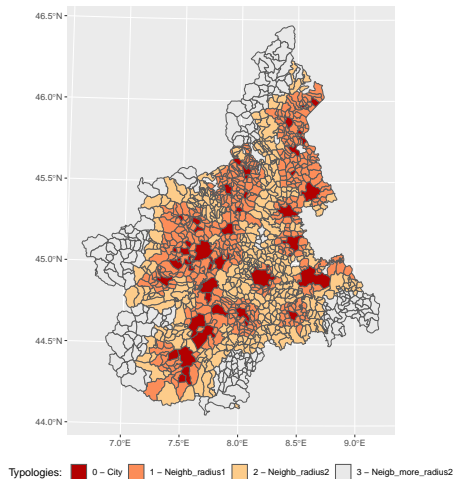 46.5°N
46.0°N
45.5°N
45.0°N
44.5°N
44.0°N
7.0°E 7.5°E 8.0°E 8.5°E 9.0°E
Typologies: 0 – City 1 – Neighb_radius1 2 – Neighb_radius2 3 – Neigb_more_radius2